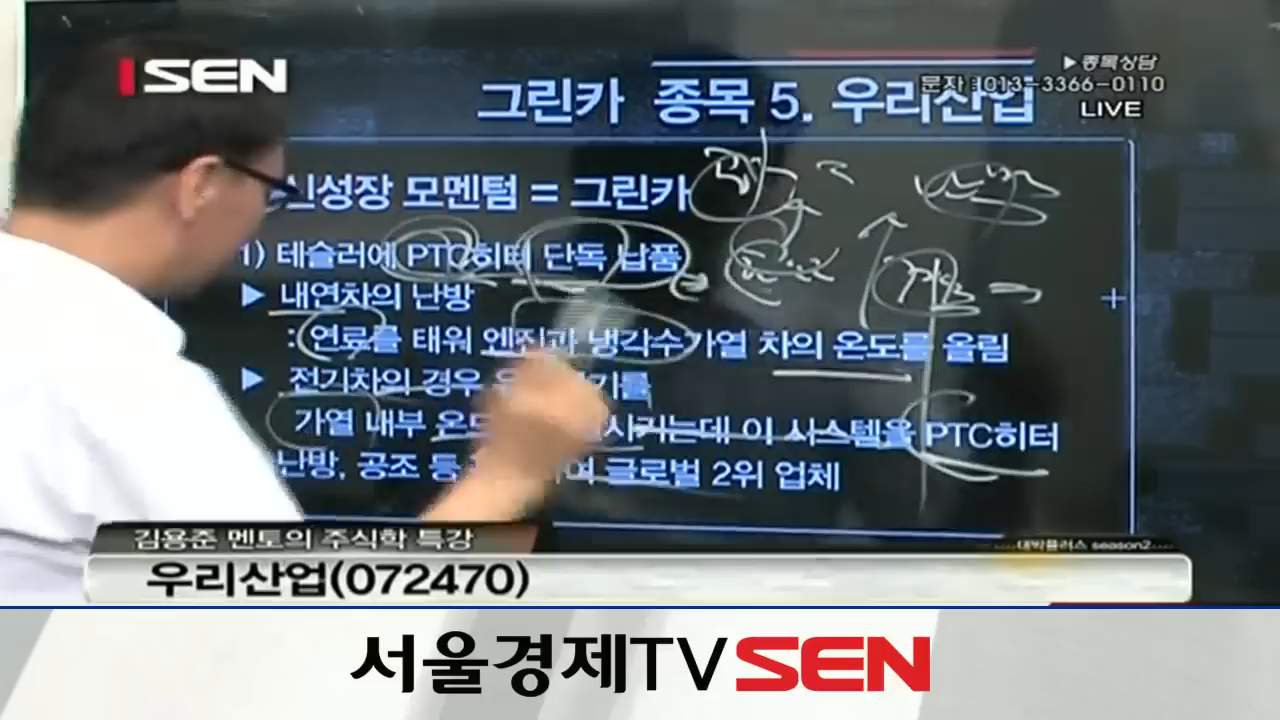 SEN
▶종목상담
문자 : 013-3366-0110
LIVE
그린카 종목 5. 우리산업
신성장 모멘텀 = 그린카
1) 테슬러에 PTC히터 단독 납품
▶ 내연차의 난방
: 연료를 태워 엔진과 냉각수가열 차의 온도를 올림
▶ 전기차의 경우
가열 내부 이 시스템을 PTC히터
난방, 공조 등 글로벌 2위 업체
김용준 멘토의 주식학 특강
대박플러스 season2
우리산업(072470)
서울경제TV SEN